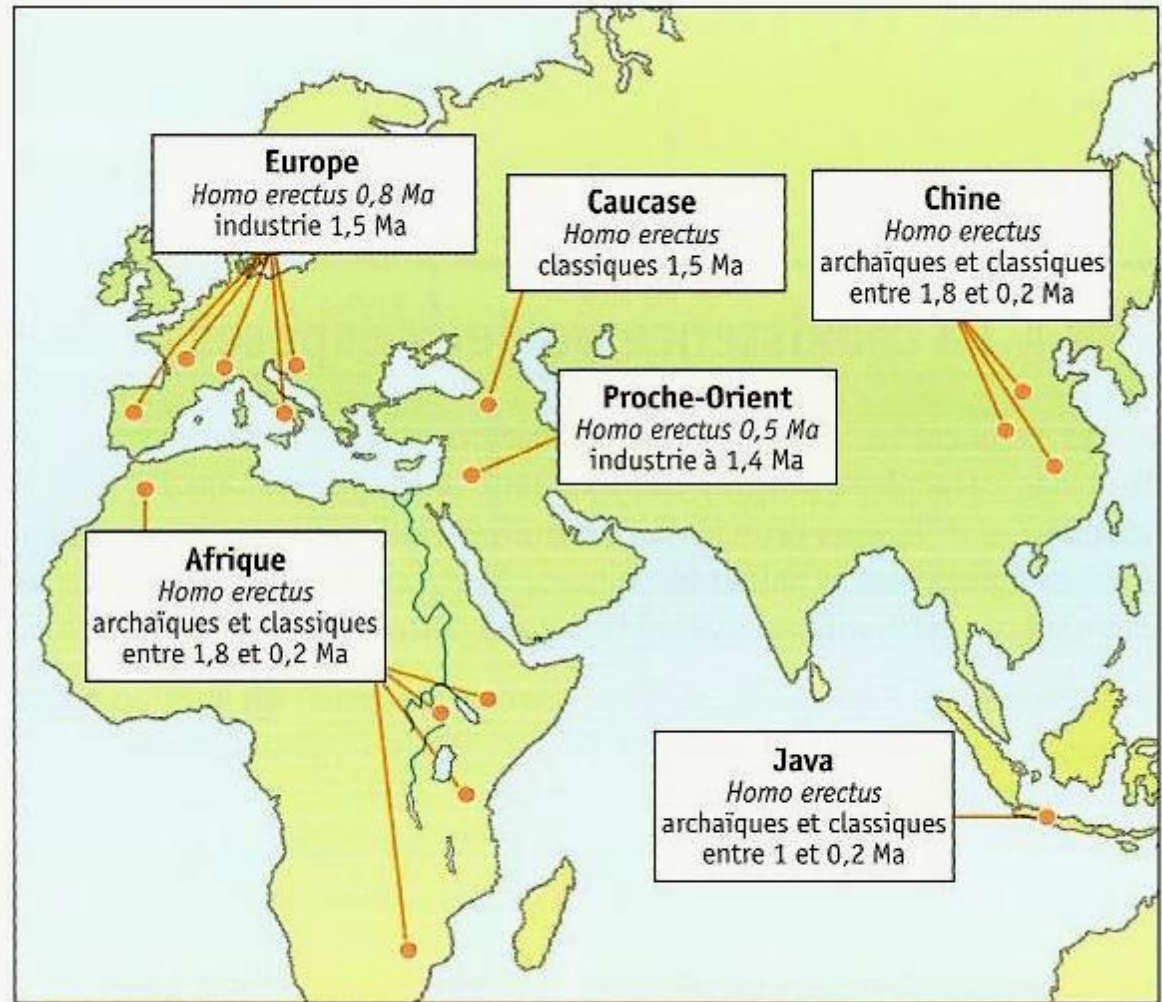 Europe
Homo erectus 0,8 Ma
industrie 1,5 Ma
Caucase
Homo erectus
classiques 1,5 Ma
Chine
Homo erectus
archaïques et classiques
entre 1,8 et 0,2 Ma
Proche-Orient
Homo erectus 0,5 Ma
industrie à 1,4 Ma
Afrique
Homo erectus
archaïques et classiques
entre 1,8 et 0,2 Ma
Java
Homo erectus
archaïques et classiques
entre 1 et 0,2 Ma